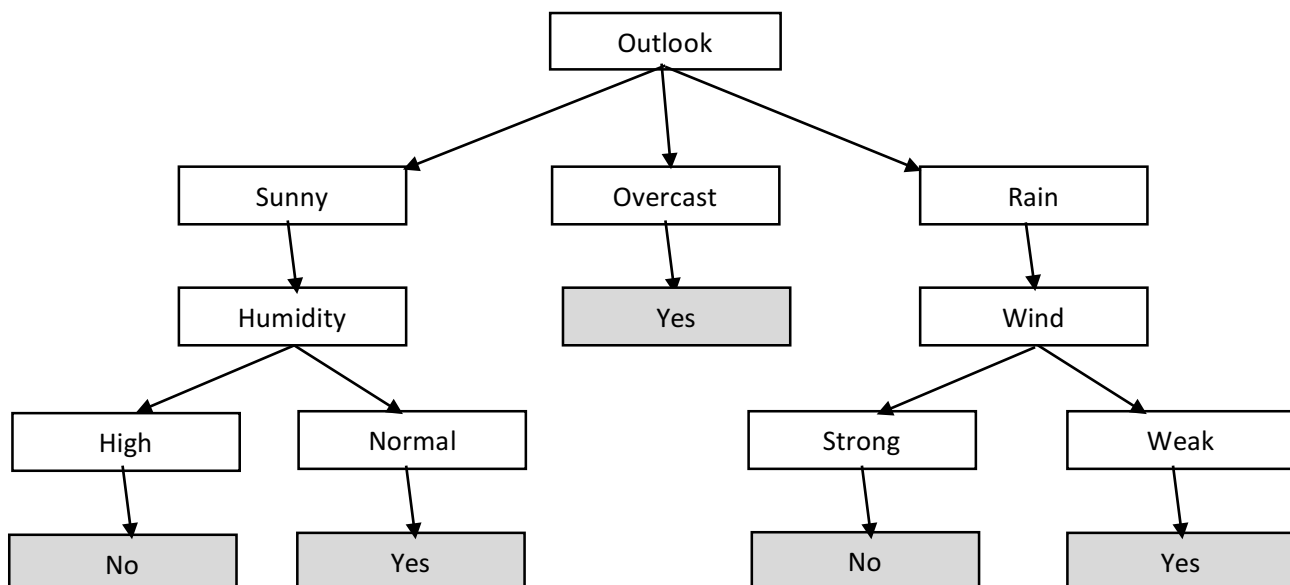 Outlook
Sunny
Overcast
Rain
Humidity
Yes
Wind
High
Normal
Strong
Weak
No
Yes
No
Yes